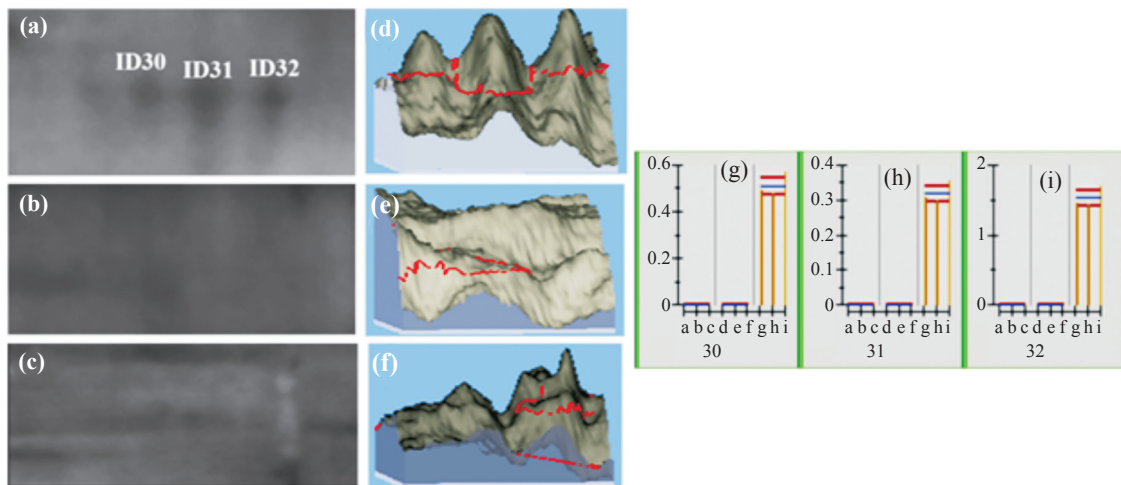 (a)
ID30 ID31 ID32
(b)
(c)
(d)
(e)
(f)
0.6
0.4
0.2
0
(g)
a b c d e f g h i
30
0.4
0.3
0.2
0.1
0
(h)
a b c d e f g h i
31
2
1
0
(i)
a b c d e f g h i
32